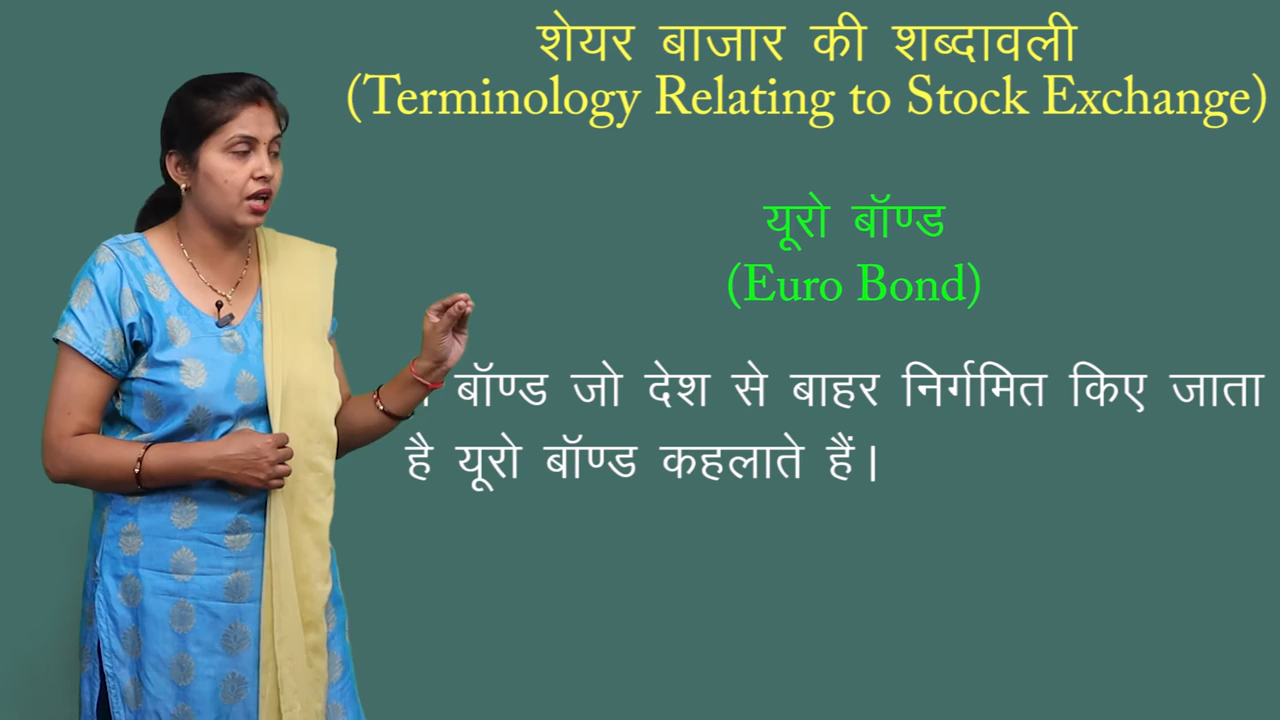 शेयर बाजार की शब्दावली
(Terminology Relating to Stock Exchange)
यूरो बॉण्ड
(Euro Bond)
बॉण्ड जो देश से बाहर निर्गमित किए जाता
है यूरो बॉण्ड कहलाते हैं।